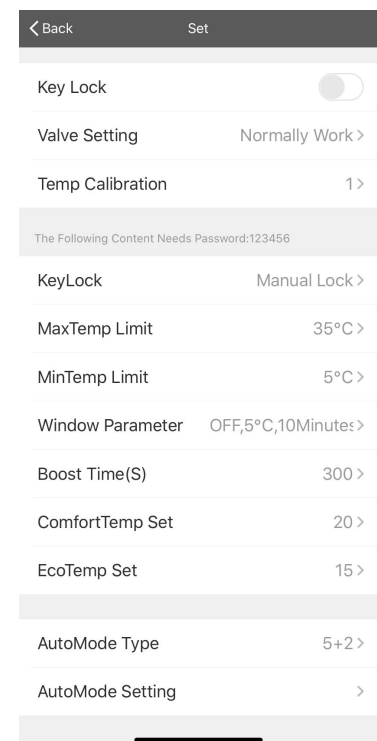 Back Set
Key Lock
Valve Setting Normally Work
Temp Calibration 1
The Following Content Needs Password:123456
KeyLock Manual Lock
MaxTemp Limit 35°C
MinTemp Limit 5°C
Window Parameter OFF,5°C,10Minutes
Boost Time(S) 300
ComfortTemp Set 20
EcoTemp Set 15
AutoMode Type 5+2
AutoMode Setting